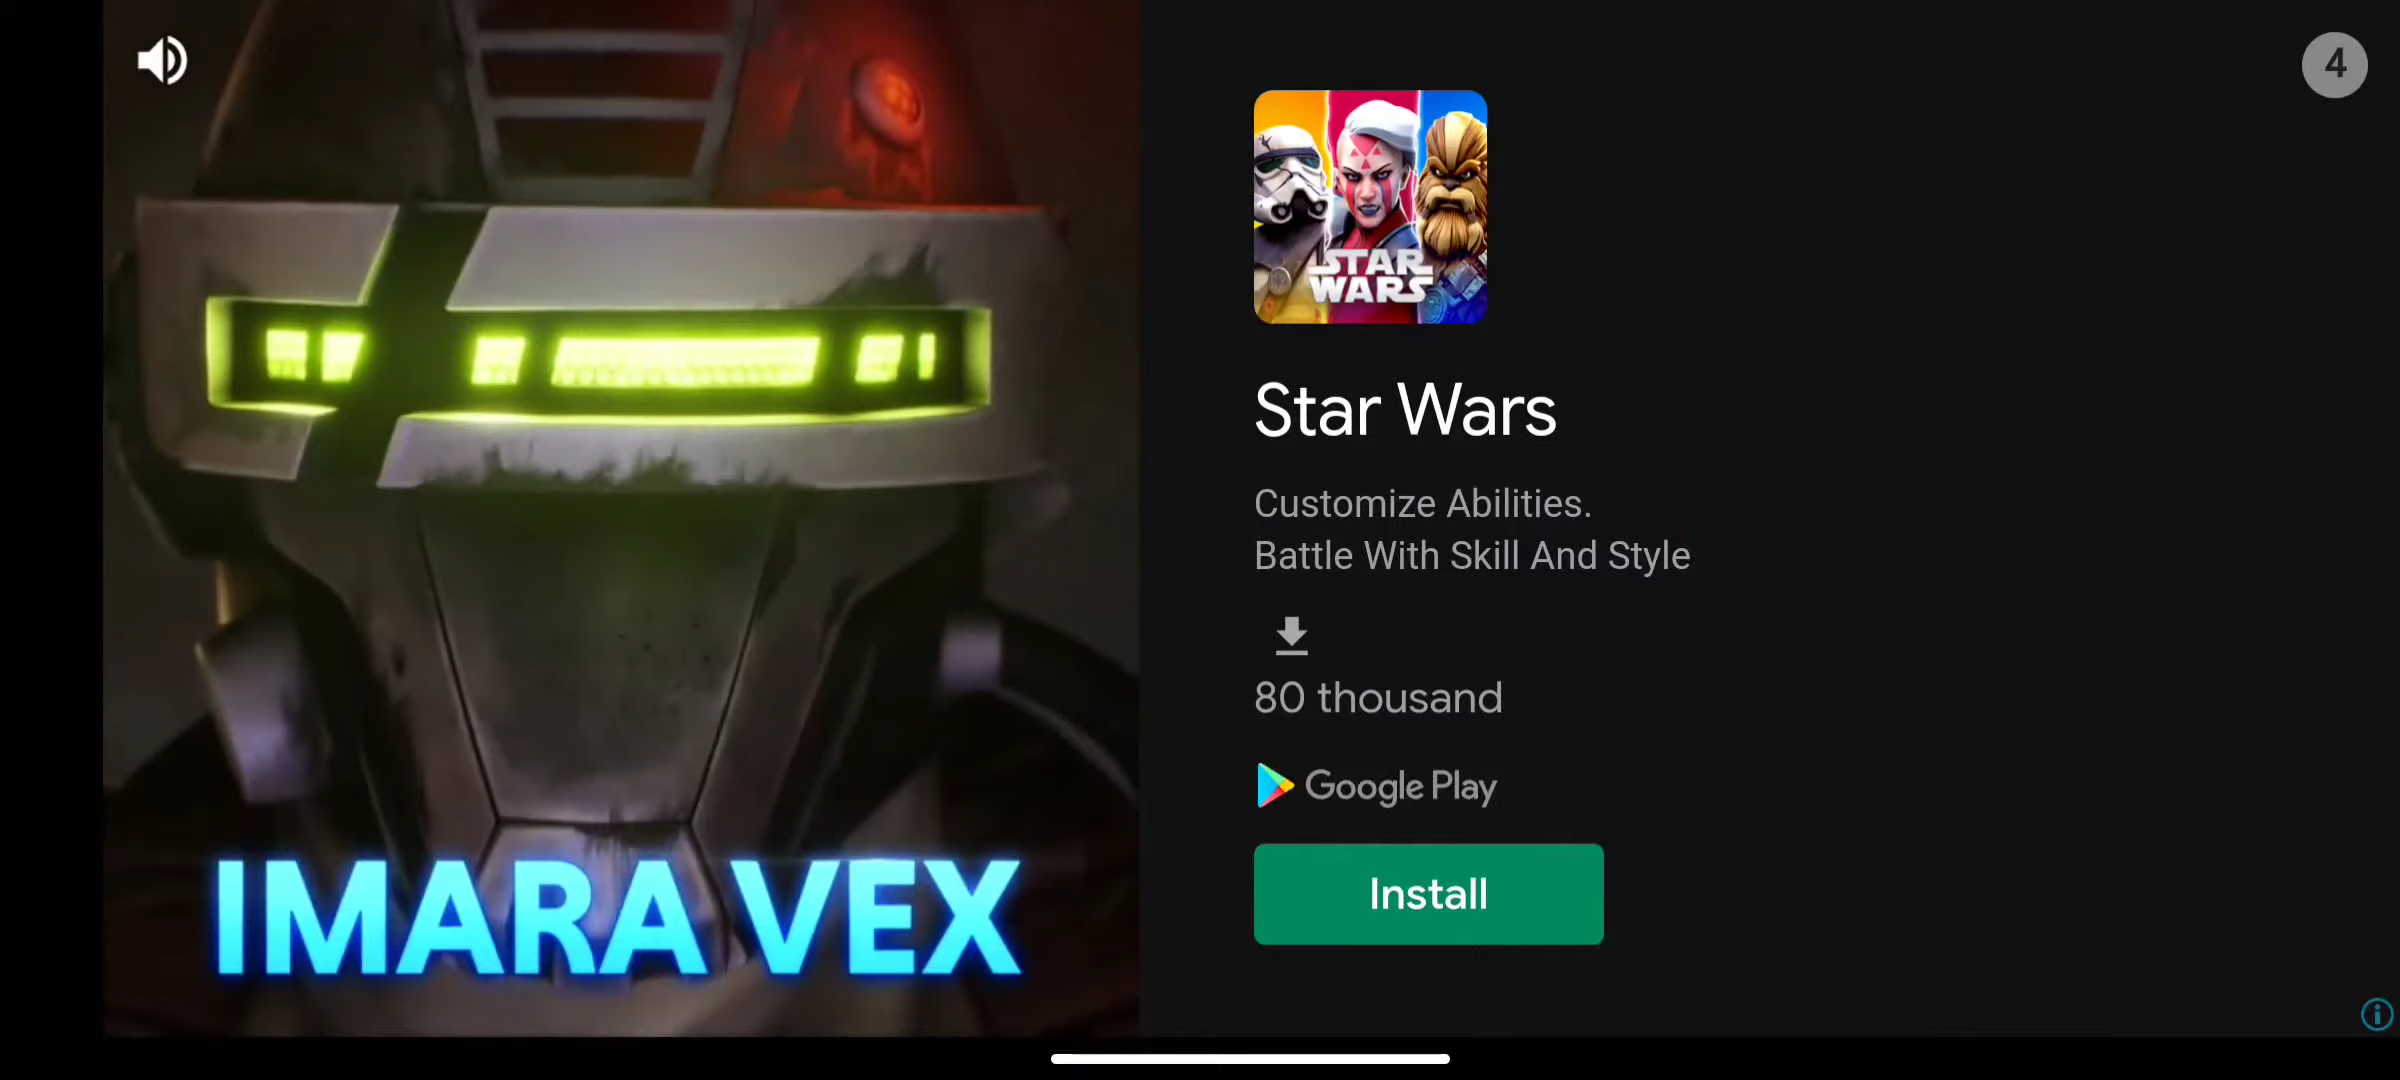 4
STAR
WARS
Star Wars
Customize Abilities.
Battle With Skill And Style
80 thousand
Google Play
Install
IMARA VEX